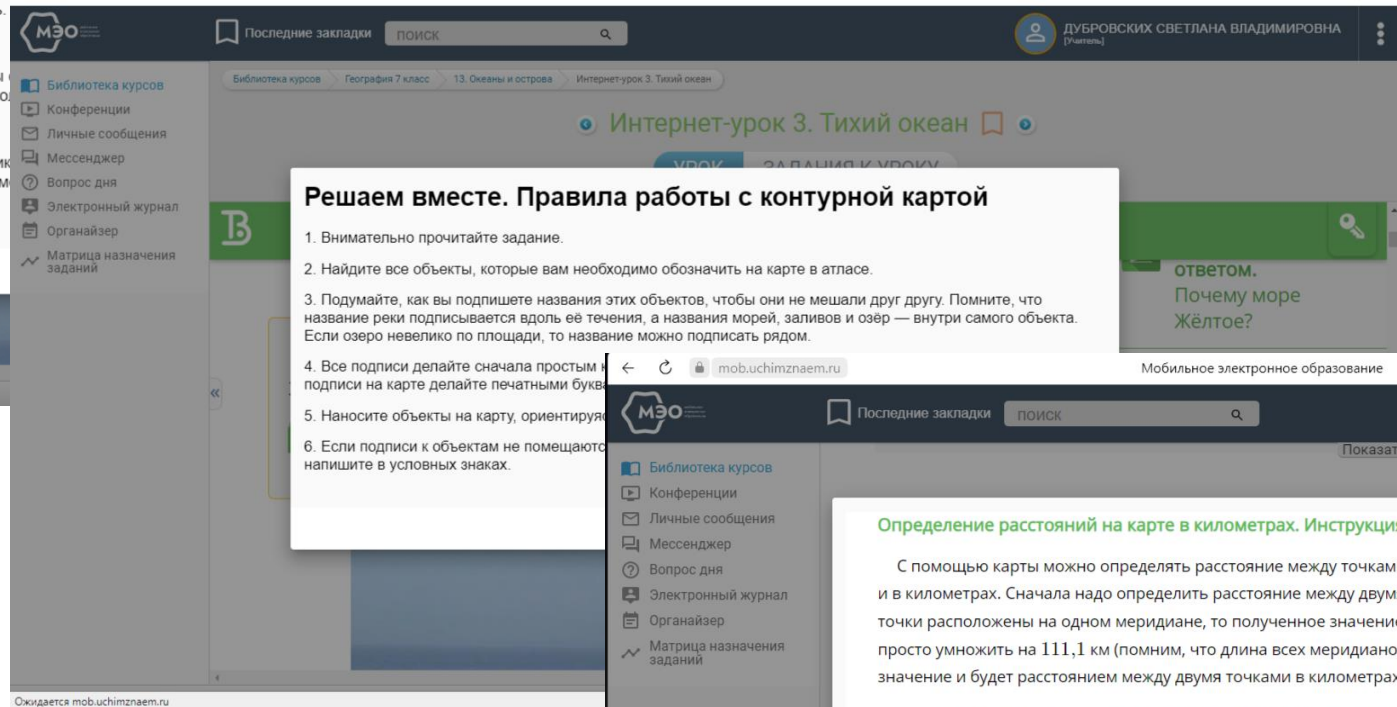 МЭО
Последние закладки
поиск
ДУБРОВСКИХ СВЕТЛАНА ВЛАДИМИРОВНА
[Учитель]
Библиотека курсов
Конференции
Личные сообщения
Мессенджер
Вопрос дня
Электронный журнал
Органайзер
Матрица назначения
заданий
Библиотека курсов
География 7 класс
13. Океаны и острова
Интернет-урок 3. Тихий океан
Интернет-урок 3. Тихий океан
УРОК
ЗАДАНИЯ К УРОКУ
ответом.
Почему море
Жёлтое?
Решаем вместе. Правила работы с контурной картой
1. Внимательно прочитайте задание.
2. Найдите все объекты, которые вам необходимо обозначить на карте в атласе.
3. Подумайте, как вы подпишете названия этих объектов, чтобы они не мешали друг другу. Помните, что
название реки подписывается вдоль её течения, а названия морей, заливов и озёр — внутри самого объекта.
Если озеро невелико по площади, то название можно подписать рядом.
4. Все подписи делайте сначала простым
подписи на карте делайте печатными
5. Наносите объекты на карту,
6. Если подписи к объектам не
напишите в условных знаках.
Ожидается mob.uchimznaem.ru
mob.uchimznaem.ru
Мобильное электронное образование
МЭО
Последние закладки
поиск
Показат
Библиотека курсов
Конференции
Личные сообщения
Мессенджер
Вопрос дня
Электронный журнал
Органайзер
Матрица назначения
заданий
Определение расстояний на карте в километрах.
С помощью карты можно определять расстояние между
и в километрах. Сначала надо определить расстояние между
точки расположены на одном меридиане, то полученное
просто умножить на 111,1 км (помним, что длина всех
значение и будет расстоянием между двумя точками в